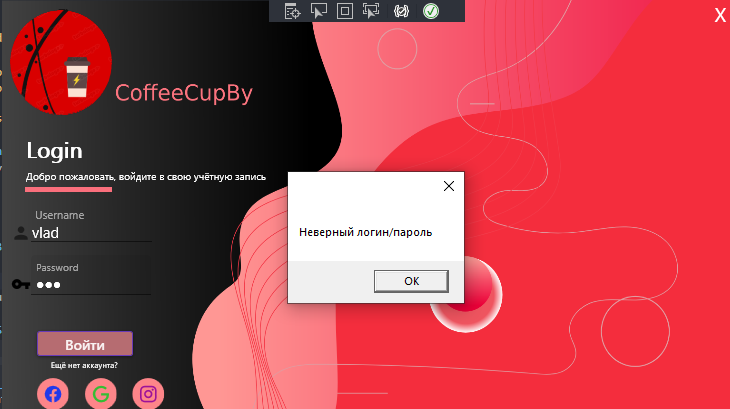 X
CoffeeCupBy
Login
Добро пожаловать, войдите в свою учётную запись
Username
vlad
Password
Войти
Ещё нет аккаунта?
Неверный логин/пароль
OK